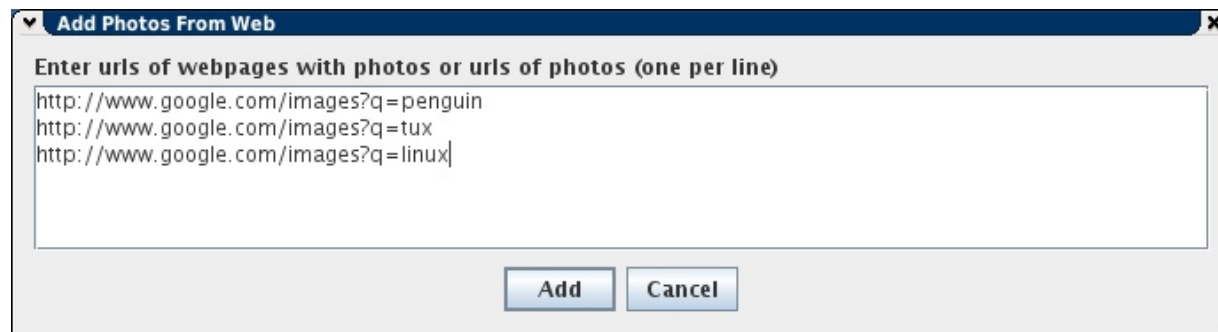 Add Photos From Web
Enter urls of webpages with photos or urls of photos (one per line)
http://www.google.com/images?q=penguin
http://www.google.com/images?q=tux
http://www.google.com/images?q=linux
Add
Cancel